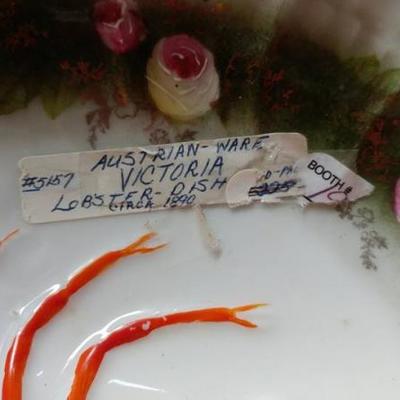 AUSTRIAN-WARE
#5157 VICTORIA
LOBSTER-DISH
CIRCA 1890
BOOTH #